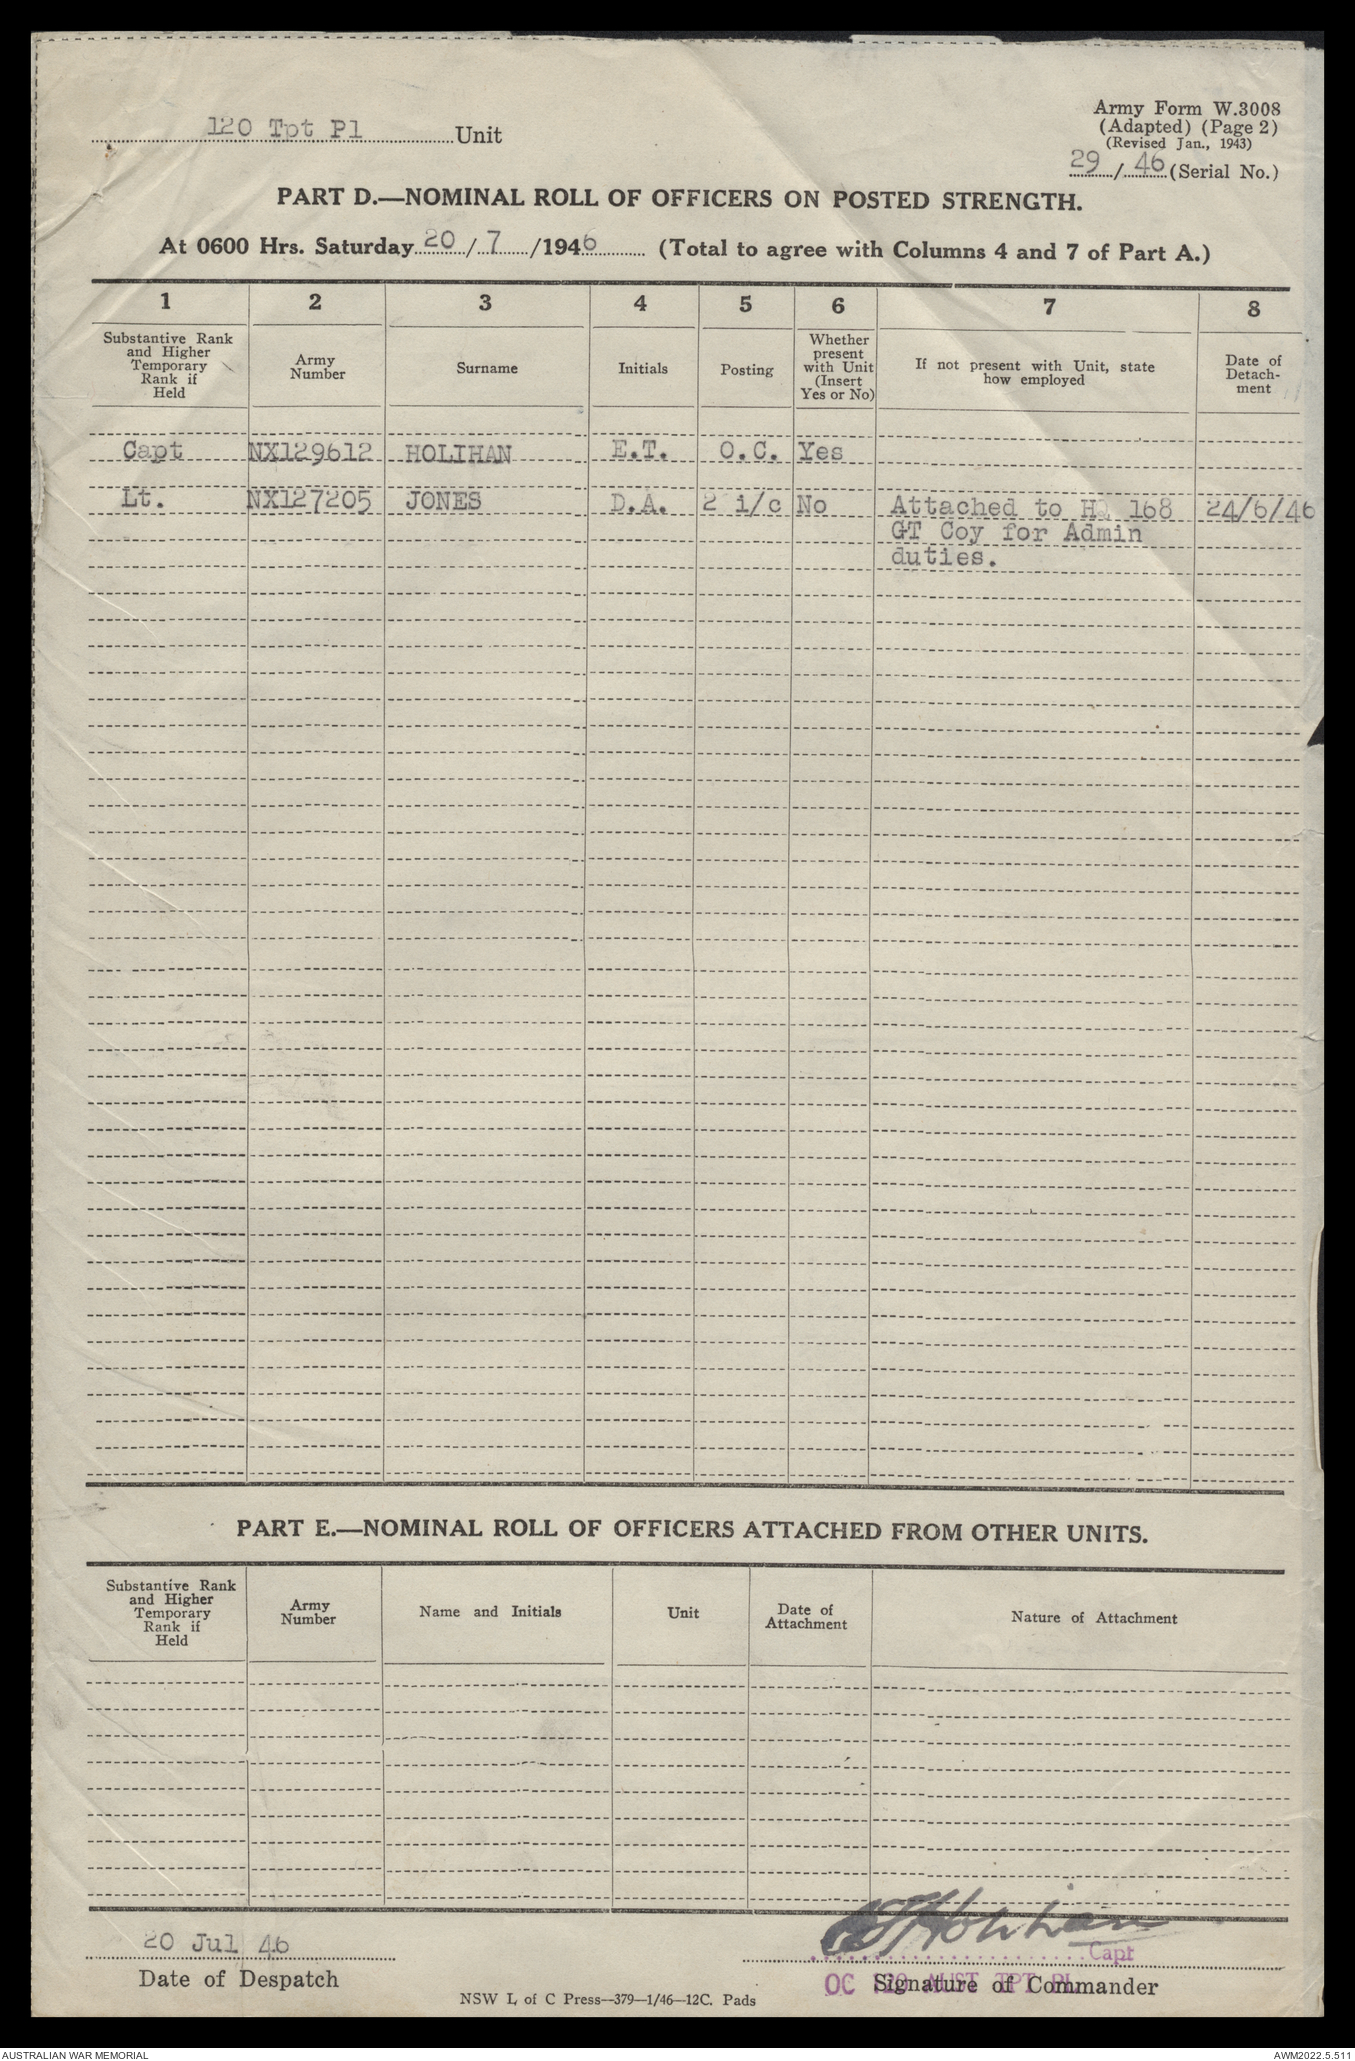 120 Tpt Pl Unit
Army Form W.3008
(Adapted) (Page 2)
(Revised Jan., 1943)
29 / 46 (Serial No.)
PART D.—NOMINAL ROLL OF OFFICERS ON POSTED STRENGTH.
At 0600 Hrs. Saturday 20 / 7 /1946 (Total to agree with Columns 4 and 7 of Part A.)
1 2 3 4 5 6 7 8
Substantive Rank
and Higher
Temporary
Rank if
Held
Army
Number
Surname
Initials
Posting
Whether
present
with Unit
(Insert
Yes or No)
If not present with Unit, state
how employed
Date of
Detach-
ment
Capt NX129612 HOLIHAN E.T. O.C. Yes
Lt. NX127205 JONES D.A. 2 i/c No Attached to HQ 168 24/6/46
GT Coy for Admin
duties.
PART E.—NOMINAL ROLL OF OFFICERS ATTACHED FROM OTHER UNITS.
Substantive Rank
and Higher
Temporary
Rank if
Held
Army
Number
Name and Initials
Unit
Date of
Attachment
Nature of Attachment
20 Jul 46
Date of Despatch
ETHolihan
Capt
OC 120 AUST TPT PL
Signature of Commander
NSW L of C Press—379—1/46—12C. Pads
AUSTRALIAN WAR MEMORIAL
AWM2022.5.511